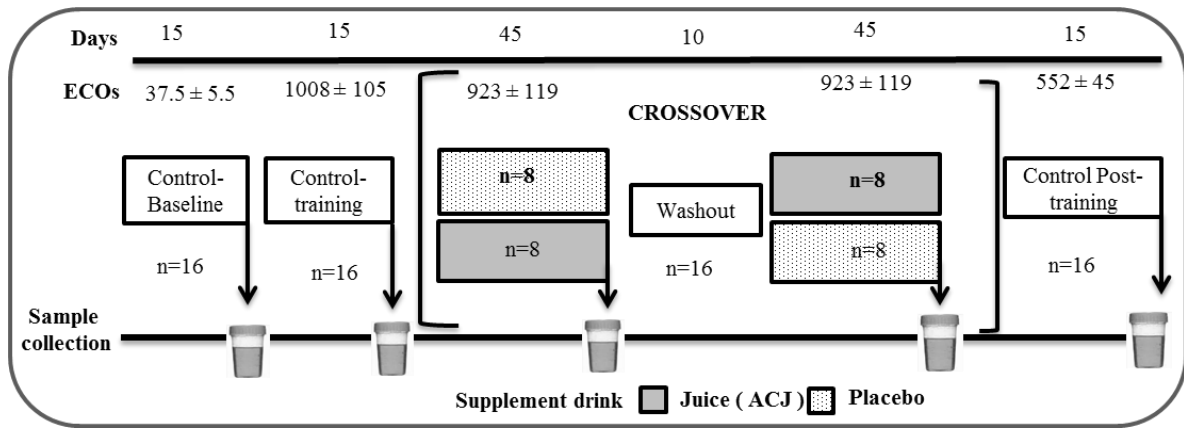 Days 15 15 45 10 45 15
ECOs 37.5 ± 5.5 1008 ± 105 923 ± 119 923 ± 119 552 ± 45
CROSSOVER
Control-
Baseline
Control-
training
n=8
n=8
Washout
n=8
n=8
Control Post-
training
n=16
n=16
n=16
n=16
Sample
collection
Supplement drink Juice ( ACJ ) Placebo